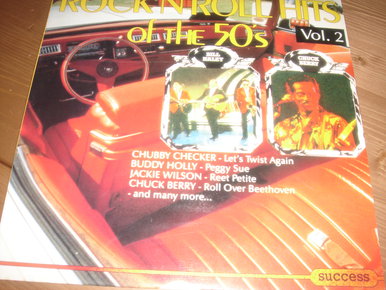 ROCK'N'ROLL HITS
of the 50's
Vol. 2
BILL HALEY
CHUCK BERRY
CHUBBY CHECKER - Let's Twist Again
BUDDY HOLLY - Peggy Sue
JACKIE WILSON - Reet Petite
CHUCK BERRY - Roll Over Beethoven
- and many more...
success